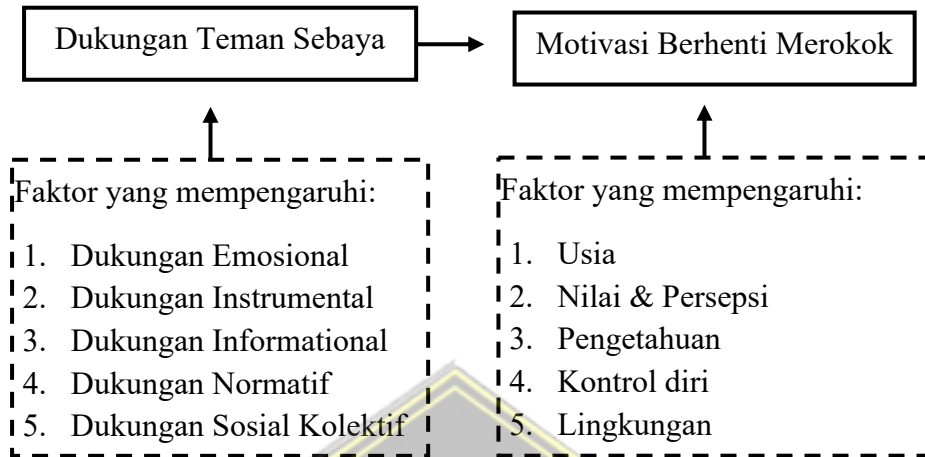 Dukungan Teman Sebaya
Motivasi Berhenti Merokok
Faktor yang mempengaruhi:
1. Dukungan Emosional
2. Dukungan Instrumental
3. Dukungan Informational
4. Dukungan Normatif
5. Dukungan Sosial Kolektif
Faktor yang mempengaruhi:
1. Usia
2. Nilai & Persepsi
3. Pengetahuan
4. Kontrol diri
5. Lingkungan